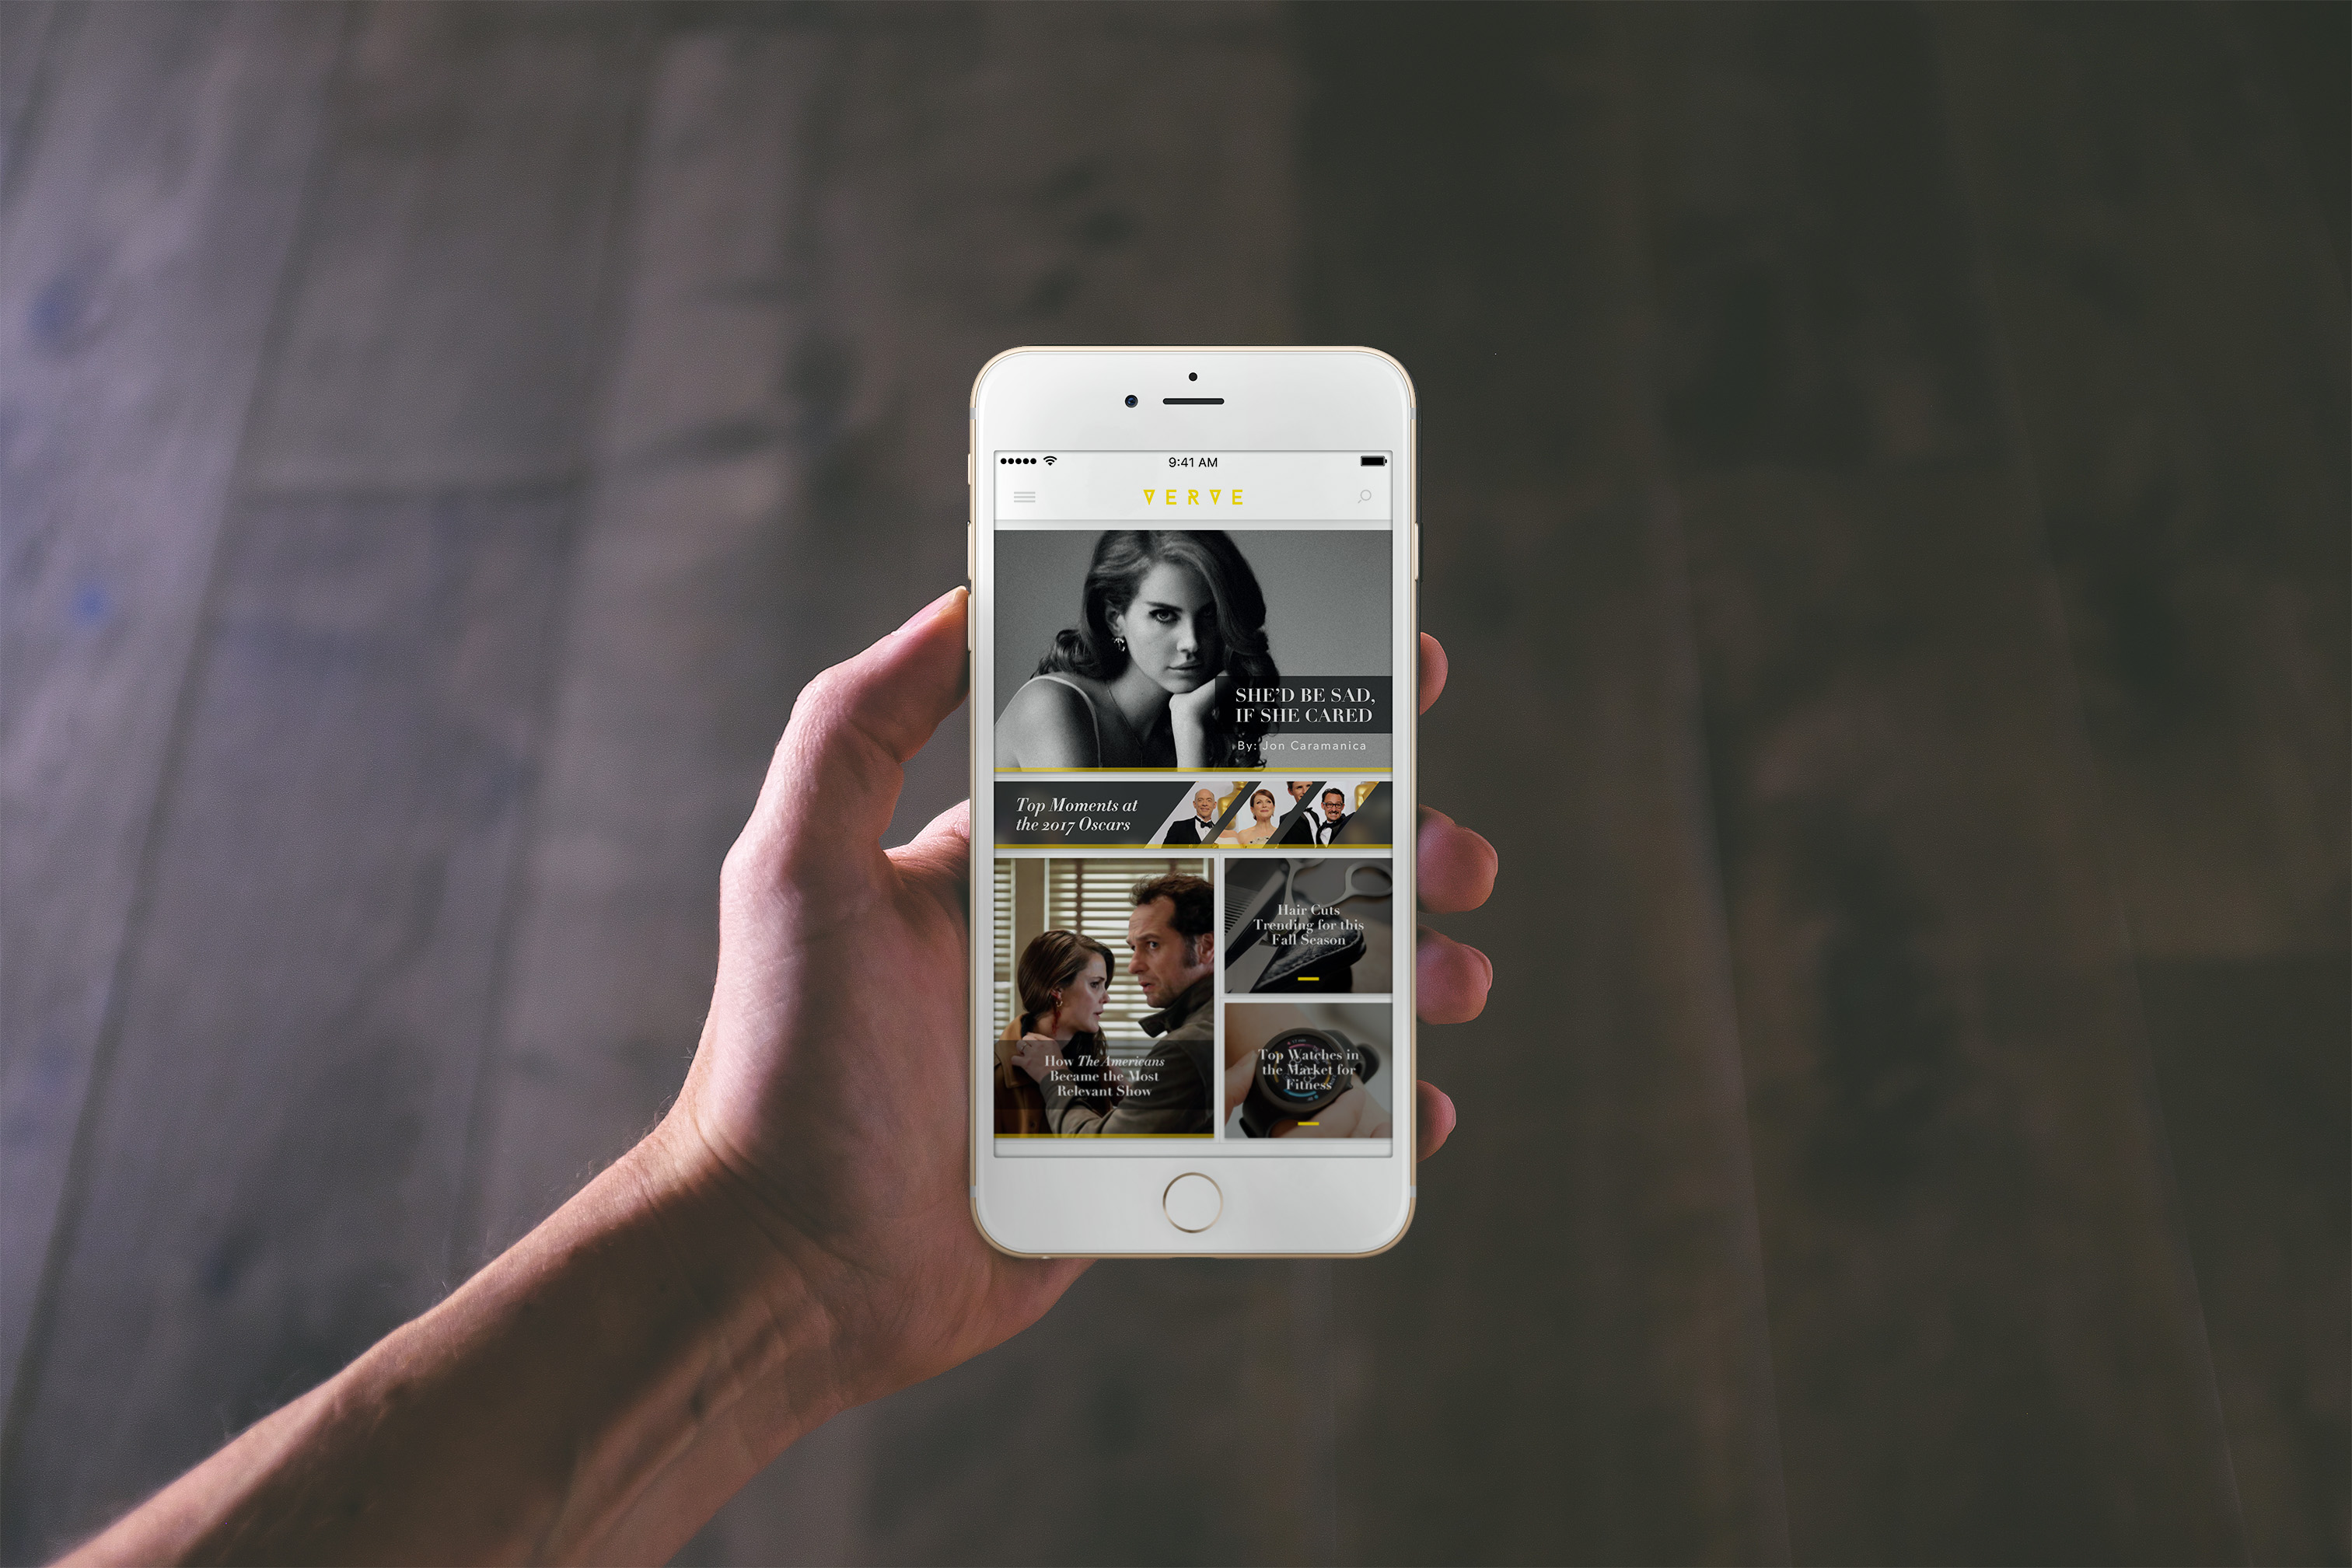 9:41 AM
VERVE
SHE'D BE SAD,
IF SHE CARED
By: Jon Caramanica
Top Moments at
the 2017 Oscars
Hair Cuts
Trending for this
Fall Season
How The Americans
Became the Most
Relevant Show
Top Watches in
the Market for
Fitness